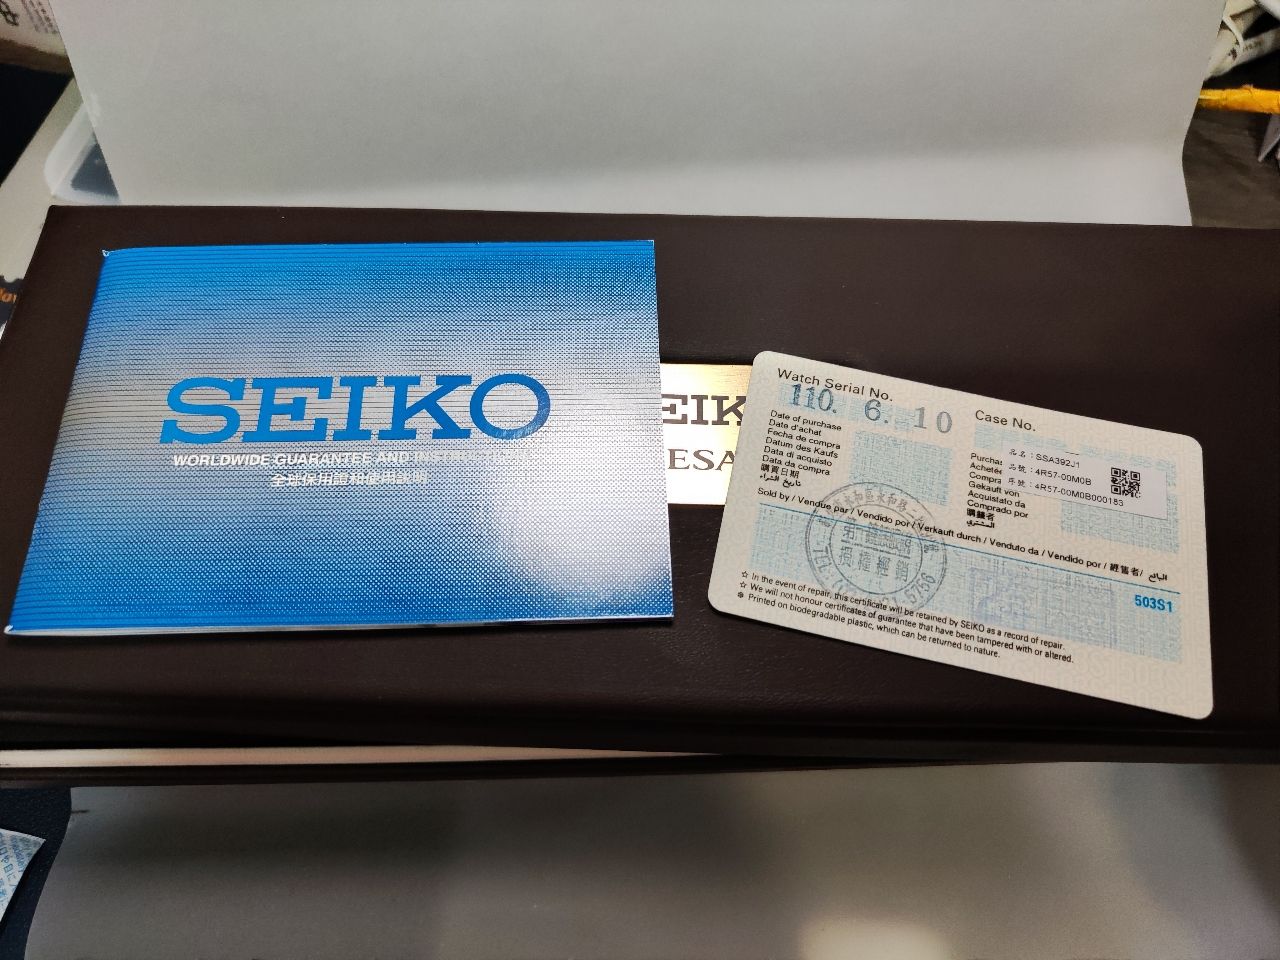 SEIKO
WORLDWIDE GUARANTEE AND
全球保用證和使用説明
EIK
ESA
Watch Serial No.
110. 6. 10
Date of purchase
Date d'achat
Fecha de compra
Datum des Kaufs
Data di acquisto
Data da compra
購買日期
تاريخ الشراء
Case No.
品名：SSA392J1
品號：4R57-00M0B
序號：4R57-00M0B000183
Gekauft von
Acquistato da
Comprado por
購錶者
المشتري
Sold by / Vendue par / Vendido por / Verkauft durch / Venduto da / Vendido por / 經售者/ البائع
503S1
☆ In the event of repair, this certificate will be retained by SEIKO as a record of repair.
☆ We will not honour certificates of guarantee that have been tampered with or altered.
❁ Printed on biodegradable plastic, which can be returned to nature.